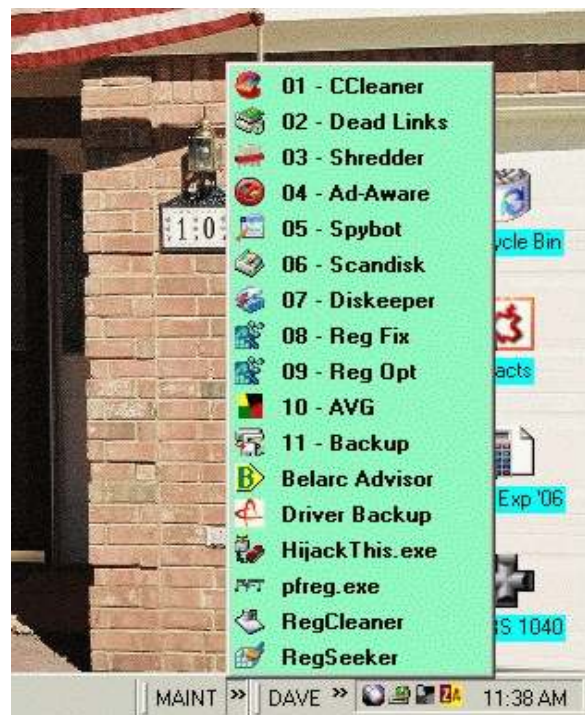 01 - CCleaner
02 - Dead Links
03 - Shredder
04 - Ad-Aware
05 - Spybot
06 - Scandisk
07 - Diskeeper
08 - Reg Fix
09 - Reg Opt
10 - AVG
11 - Backup
Belarc Advisor
Driver Backup
HijackThis.exe
pfreg.exe
RegCleaner
RegSeeker
:1:0
ycle Bin
acts
Exp '06
S 1040
MAINT » DAVE » 11:38 AM